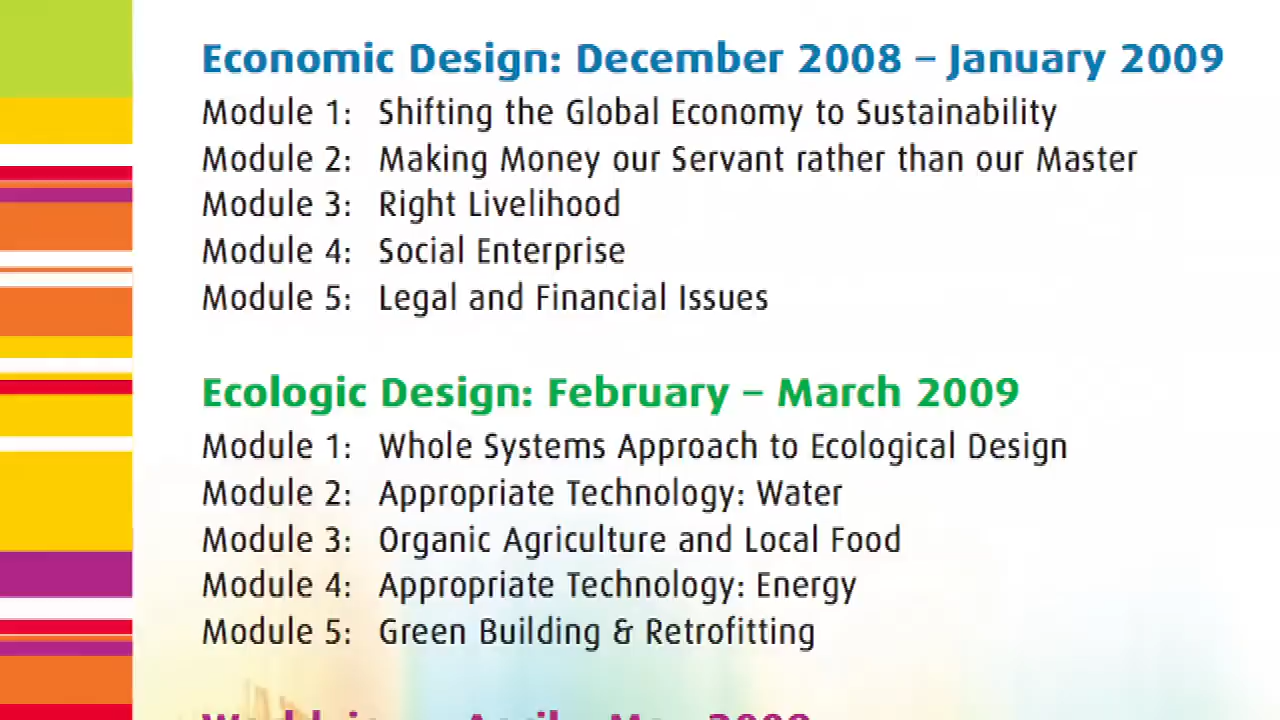 Economic Design: December 2008 – January 2009
Module 1: Shifting the Global Economy to Sustainability
Module 2: Making Money our Servant rather than our Master
Module 3: Right Livelihood
Module 4: Social Enterprise
Module 5: Legal and Financial Issues
Ecologic Design: February – March 2009
Module 1: Whole Systems Approach to Ecological Design
Module 2: Appropriate Technology: Water
Module 3: Organic Agriculture and Local Food
Module 4: Appropriate Technology: Energy
Module 5: Green Building & Retrofitting